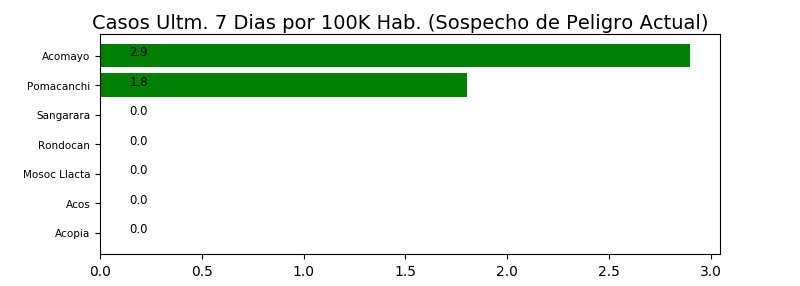 Casos Ultm. 7 Dias por 100K Hab. (Sospecho de Peligro Actual)
Acomayo 2.9
Pomacanchi 1.8
Sangarara 0.0
Rondocan 0.0
Mosoc Llacta 0.0
Acos 0.0
Acopia 0.0
0.0 0.5 1.0 1.5 2.0 2.5 3.0